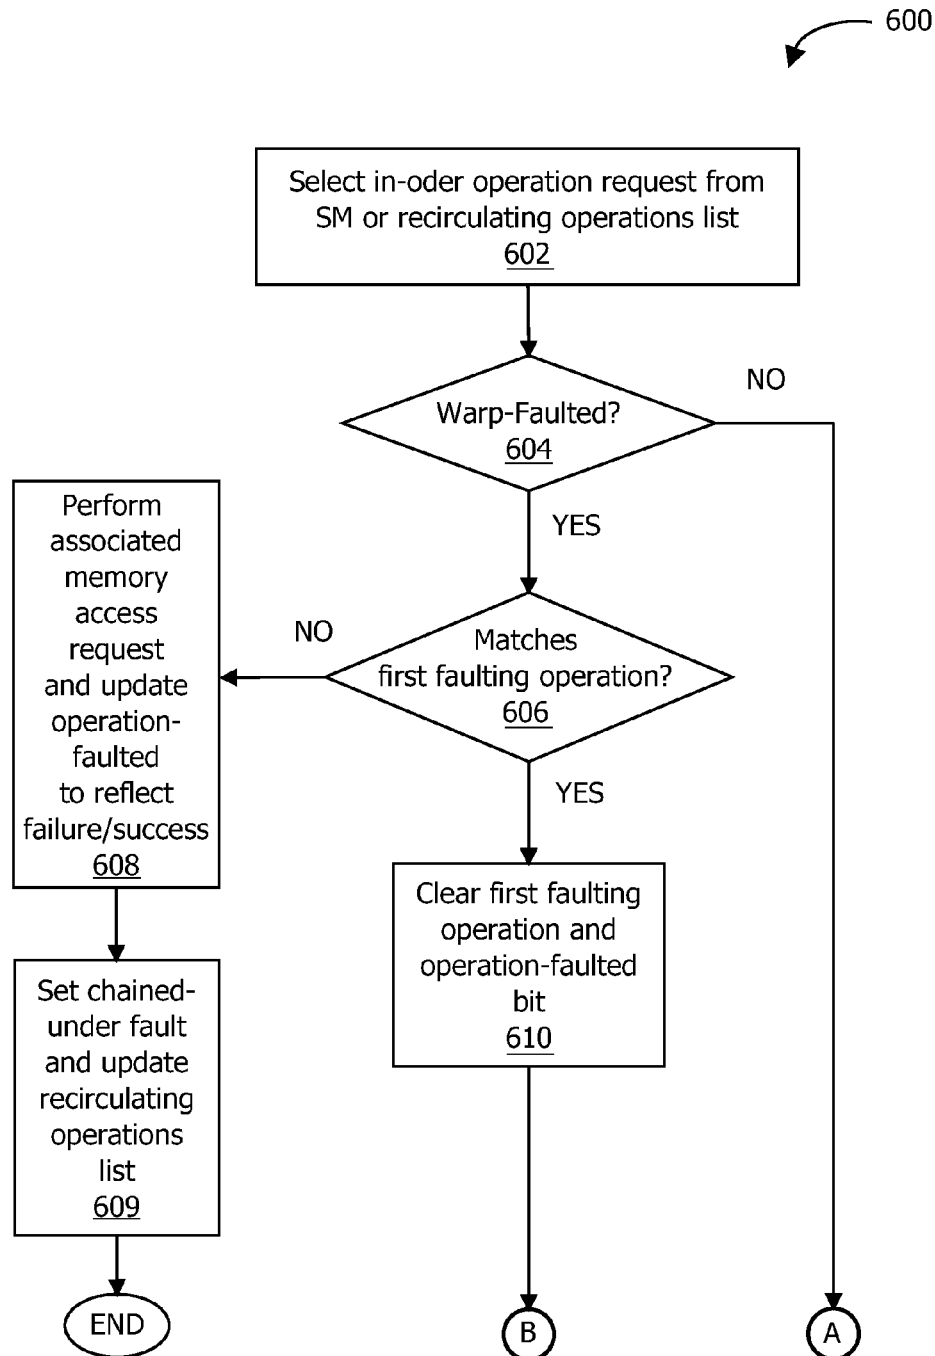 600
Select in-oder operation request from
SM or recirculating operations list
602
NO
Warp-Faulted?
604
YES
Matches
first faulting operation?
606
NO
Perform
associated
memory
access
request
and update
operation-
faulted
to reflect
failure/success
608
YES
Clear first faulting
operation and
operation-faulted
bit
610
Set chained-
under fault
and update
recirculating
operations
list
609
END
B
A